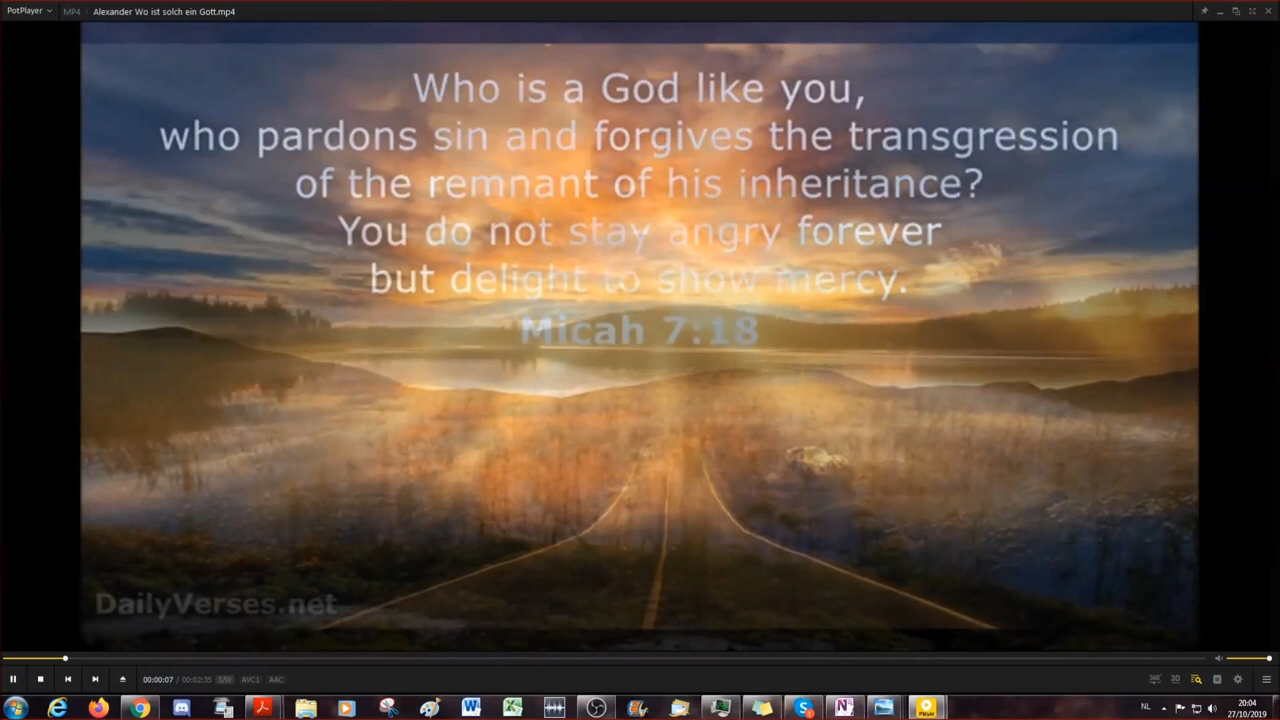 PotPlayer
MP4
Alexander Wo ist solch ein Gott.mp4
Who is a God like you,
who pardons sin and forgives the transgression
of the remnant of his inheritance?
You do not stay angry forever
but delight to show mercy.
Micah 7:18
DailyVerses.net
00:00:07 / 00:02:35 S/W AVC1 AAC
360° 3D
NL
20:04
27/10/2019